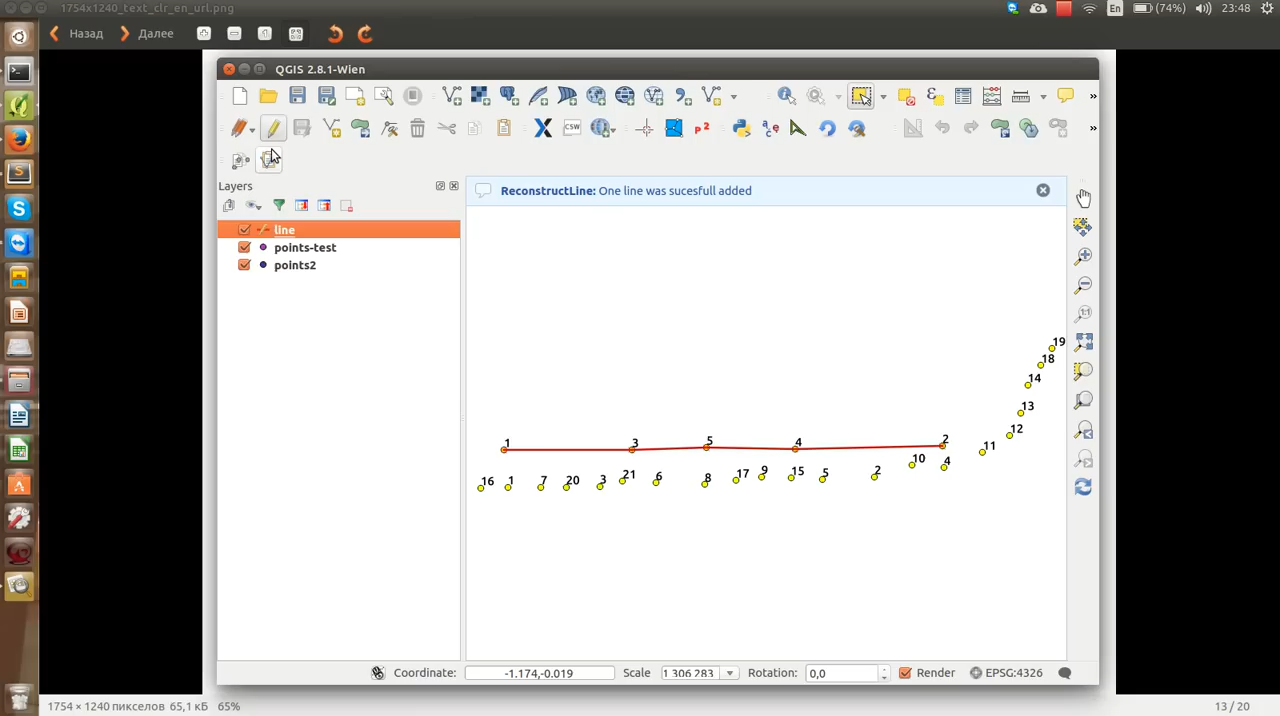 1754x1240_text_clr_en_url.png
En
(74%)
23:48
Назад
Далее
QGIS 2.8.1-Wien
CSW
»
»
Layers
ReconstructLine: One line was sucesfull added
line
points-test
points2
1:1
19
18
14
13
12
11
1
3
5
4
2
10
4
16
1
7
20
3
21
6
8
17
9
15
5
2
Coordinate:
-1.174,-0.019
Scale
1 306 283
Rotation:
0,0
Render
EPSG:4326
1754 × 1240 пикселов 65,1 кБ 65%
13 / 20